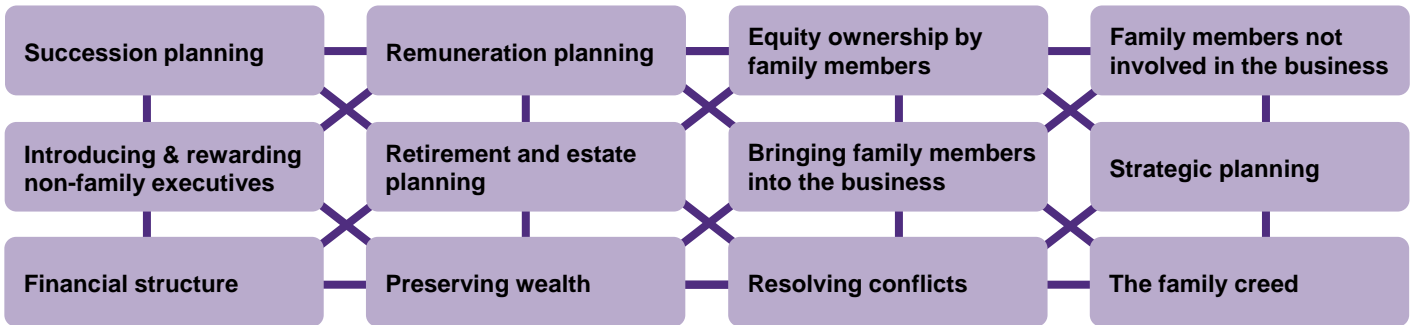 Succession planning
Remuneration planning
Equity ownership by
family members
Family members not
involved in the business
Introducing & rewarding
non-family executives
Retirement and estate
planning
Bringing family members
into the business
Strategic planning
Financial structure
Preserving wealth
Resolving conflicts
The family creed